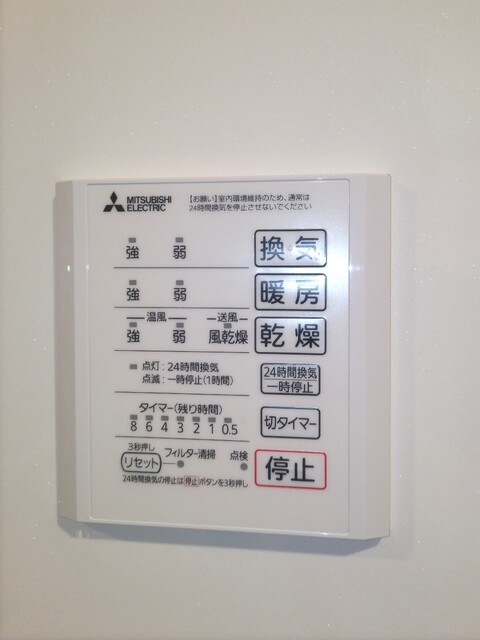 MITSUBISHI
ELECTRIC
【お願い】室内環境維持のため、通常は
24時間換気を停止させないでください
強 弱 換気
強 弱 暖房
温風 送風
強 弱 風乾燥 乾燥
点灯:24時間換気
点滅:一時停止(1時間)
24時間換気
一時停止
タイマー(残り時間)
8 6 4 3 2 1 0.5
切タイマー
3秒押し
リセット フィルター清掃 点検
停止
24時間換気の停止は停止ボタンを3秒押し